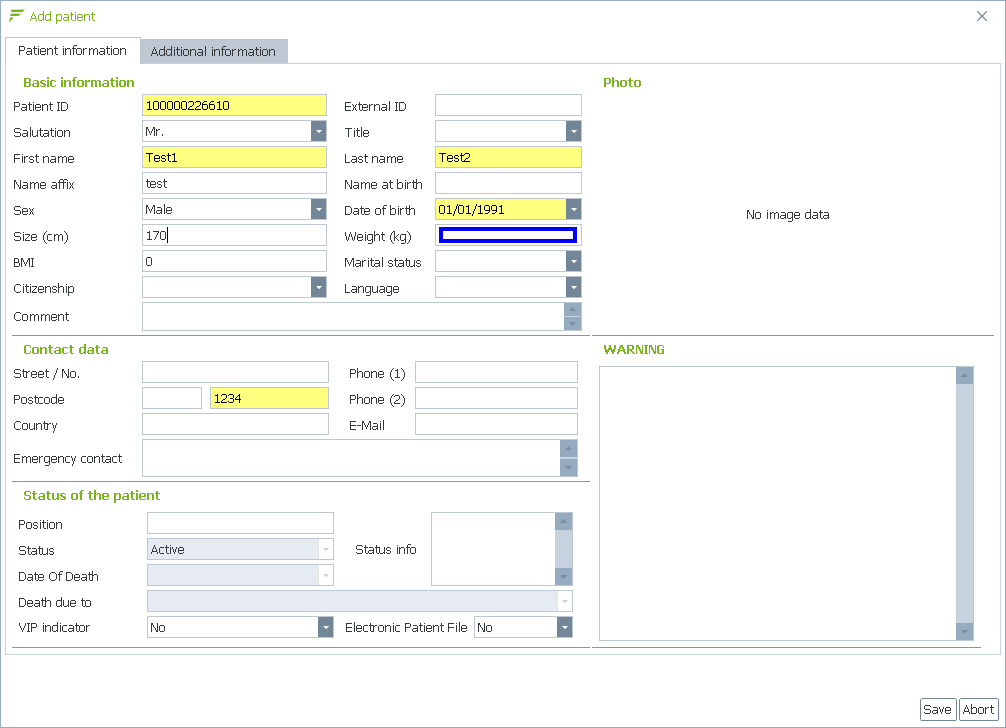 Add patient
Patient information Additional information
Basic information
Patient ID 100000226610 External ID
Salutation Mr. Title
First name Test1 Last name Test2
Name affix test Name at birth
Sex Male Date of birth 01/01/1991
Size (cm) 170 Weight (kg)
BMI 0 Marital status
Citizenship Language
Comment
Photo
No image data
Contact data
Street / No. Phone (1)
Postcode 1234 Phone (2)
Country E-Mail
Emergency contact
WARNING
Status of the patient
Position
Status Active Status info
Date Of Death
Death due to
VIP indicator No Electronic Patient File No
Save Abort